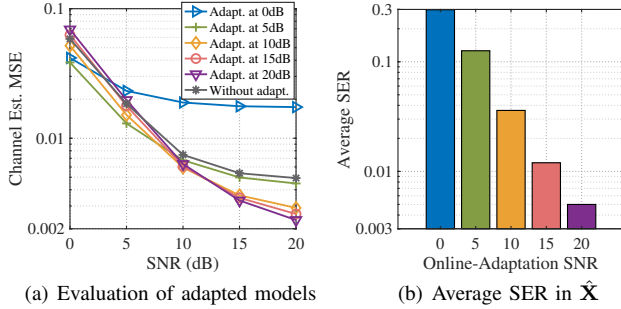 0.1
0.01
0.002
Channel Est. MSE
0 5 10 15 20
SNR (dB)
Adapt. at 0dB
Adapt. at 5dB
Adapt. at 10dB
Adapt. at 15dB
Adapt. at 20dB
Without adapt.
(a) Evaluation of adapted models
0.3
0.1
0.01
0.003
Average SER
0 5 10 15 20
Online-Adaptation SNR
(b) Average SER in X̂